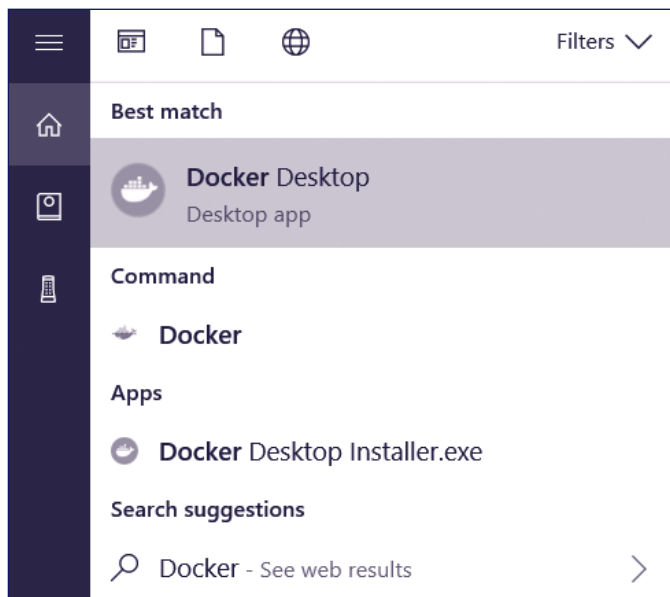 Filters
Best match
Docker Desktop
Desktop app
Command
Docker
Apps
Docker Desktop Installer.exe
Search suggestions
Docker - See web results